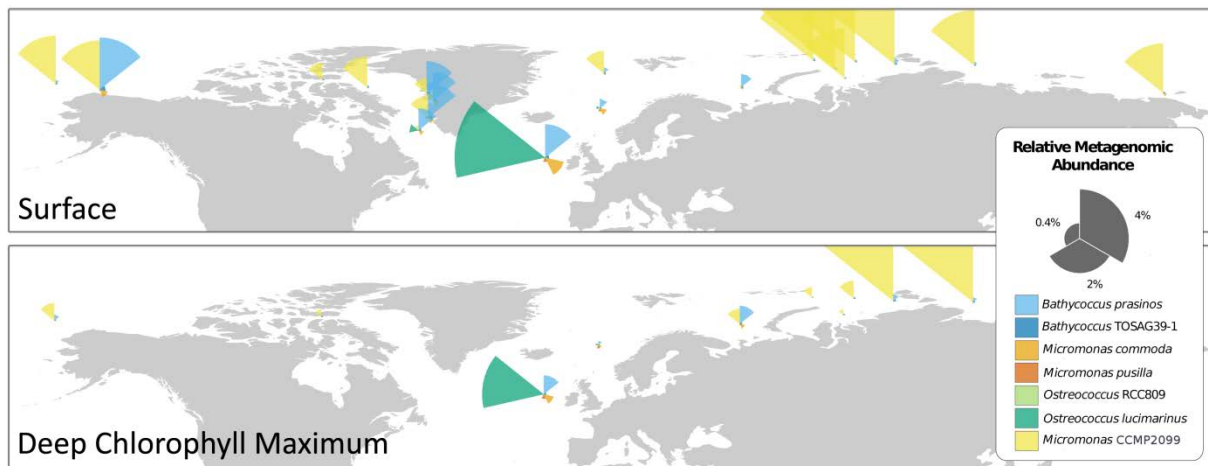 Surface
Deep Chlorophyll Maximum
Relative Metagenomic
Abundance
0.4%
4%
2%
Bathycoccus prasinos
Bathycoccus TOSAG39-1
Micromonas commoda
Micromonas pusilla
Ostreococcus RCC809
Ostreococcus lucimarinus
Micromonas CCMP2099